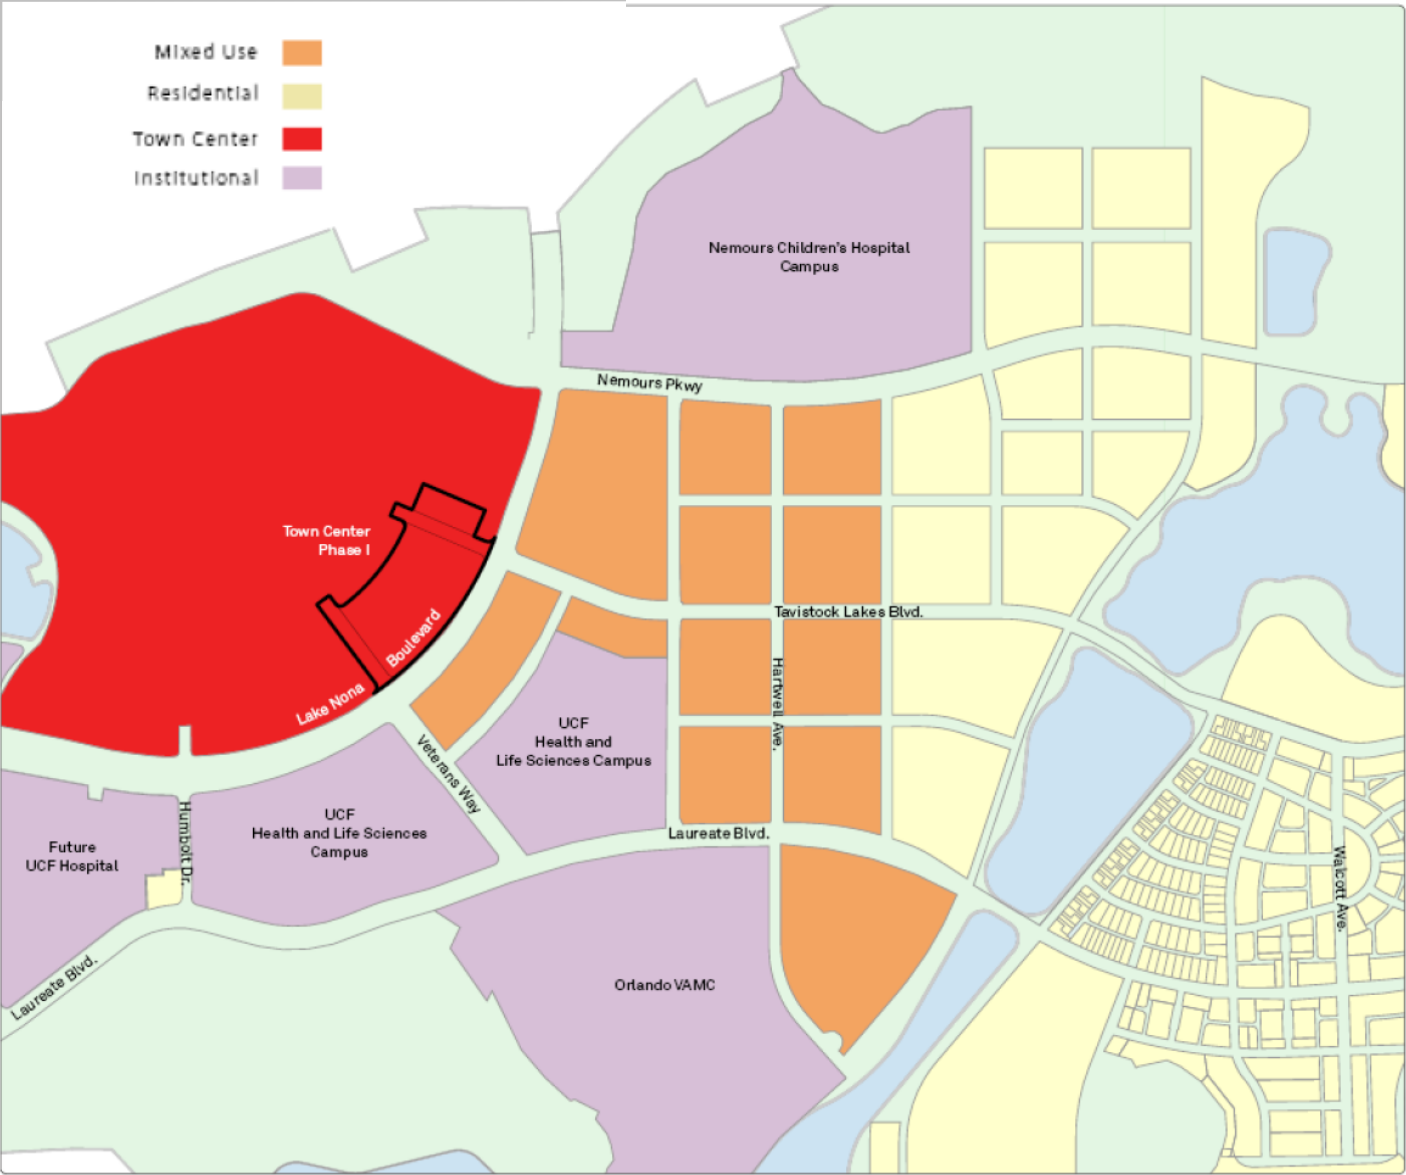 Mixed Use
Residential
Town Center
Institutional
Nemours Children's Hospital
Campus
Nemours Pkwy
Town Center
Phase I
Boulevard
Lake Nona
Tavistock Lakes Blvd.
Hartwell Ave.
UCF
Health and
Life Sciences Campus
Veterans Way
UCF
Health and Life Sciences
Campus
Humbolt Dr.
Future
UCF Hospital
Laureate Blvd.
Walcott Ave.
Laureate Blvd.
Orlando VAMC